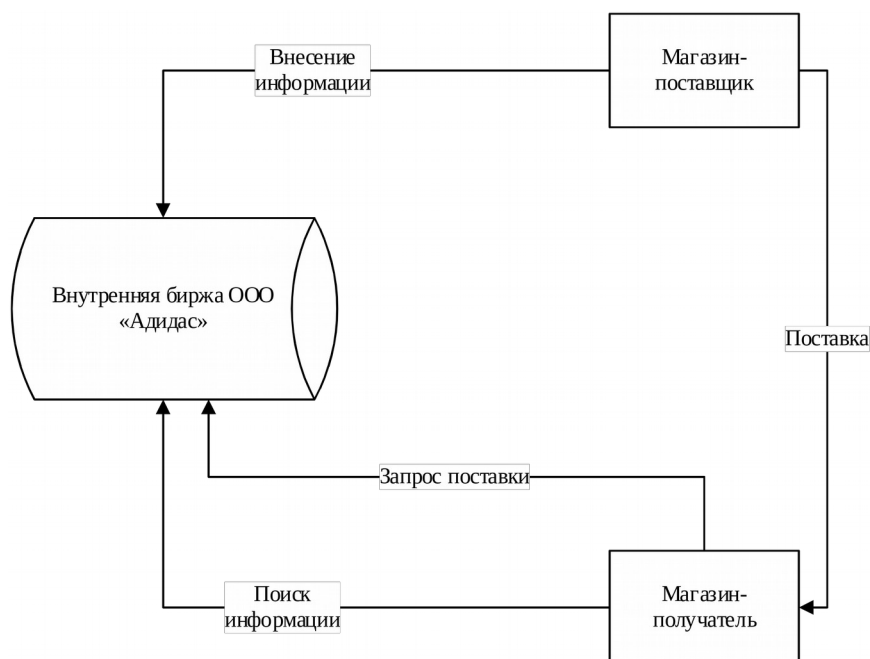 Внесение
информации
Магазин-
поставщик
Внутренняя биржа ООО
«Адидас»
Поставка
Запрос поставки
Поиск
информации
Магазин-
получатель